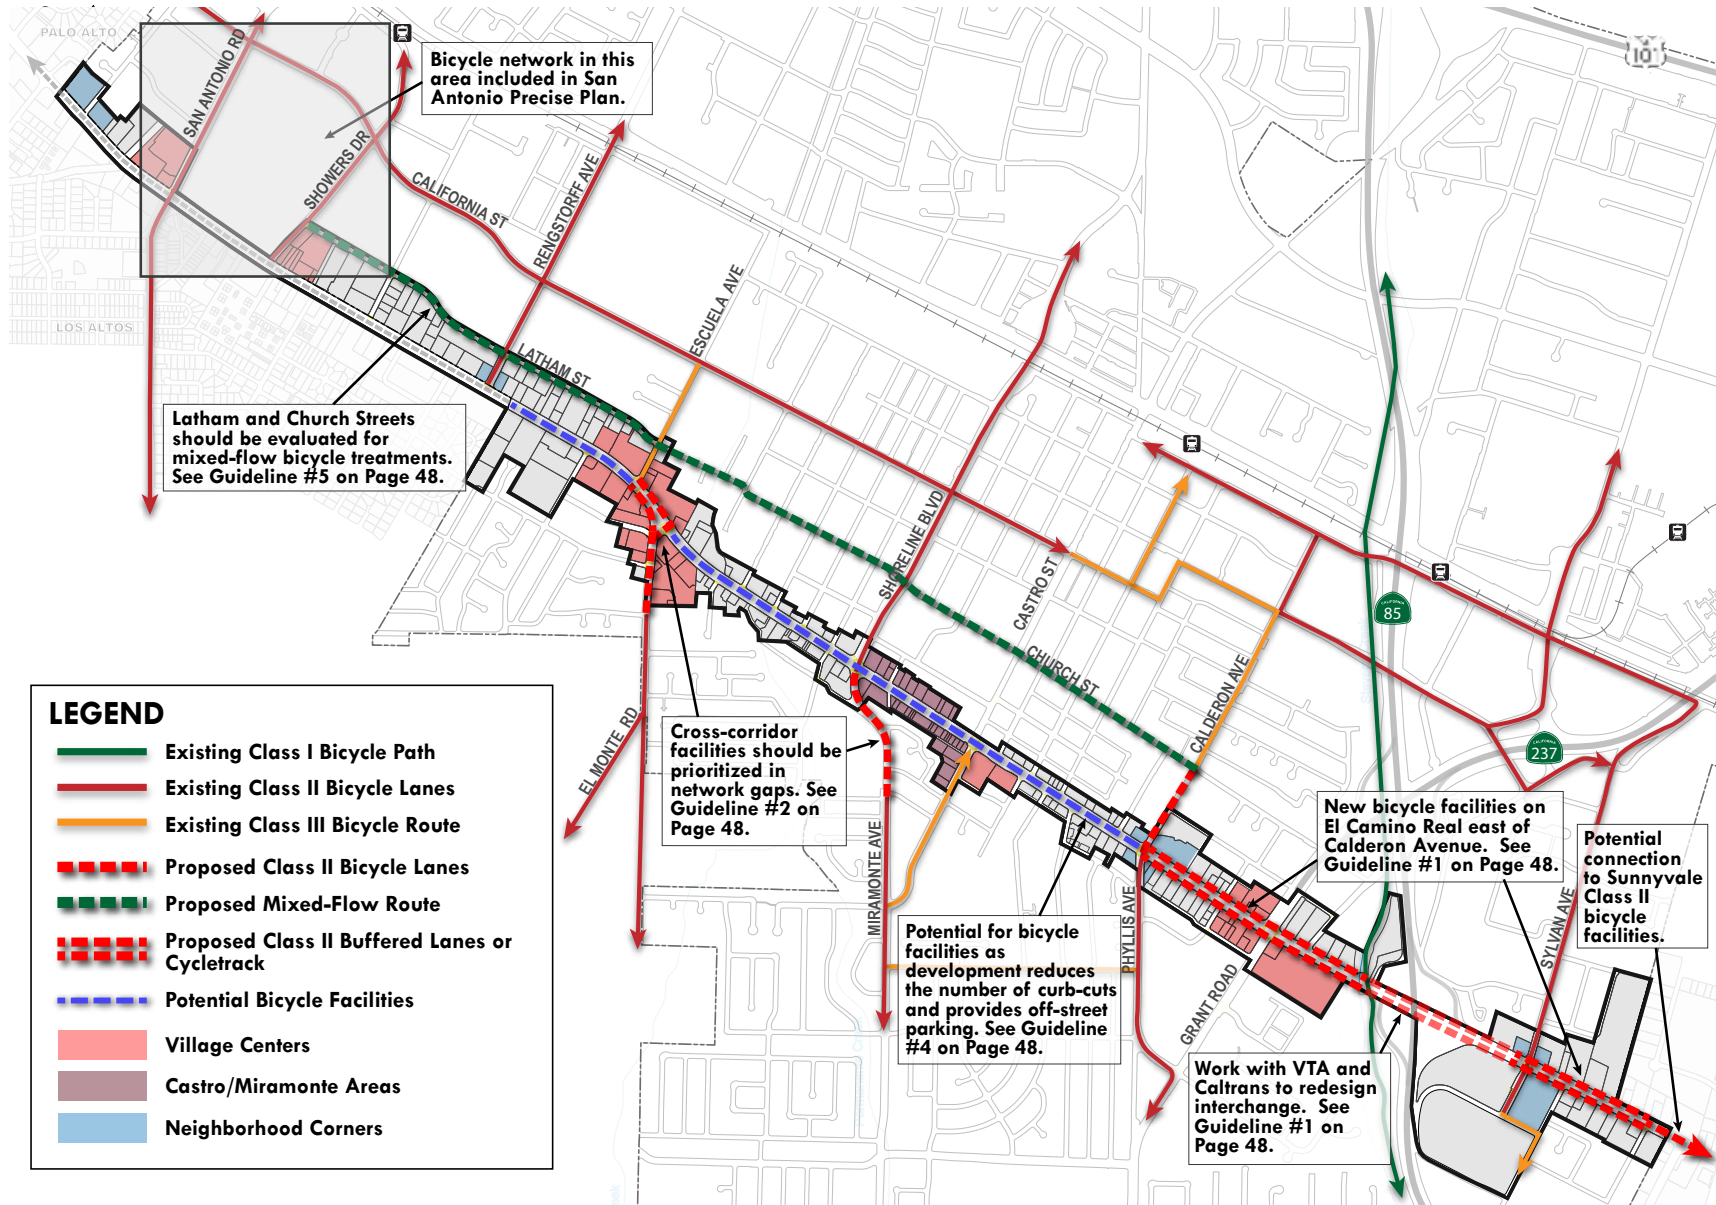 PALO ALTO
SAN ANTONIO RD
Bicycle network in this
area included in San
Antonio Precise Plan.
SHOWERS DR
CALIFORNIA ST
RENGSTORFF AVE
ESCUELA AVE
LOS ALTOS
LATHAM ST
Latham and Church Streets
should be evaluated for
mixed-flow bicycle treatments.
See Guideline #5 on Page 48.
SHORELINE BLVD
CASTRO ST
CHURCH ST
CALDERON AVE
CALIFORNIA
85
CALIFORNIA
237
101
EL MONTE RD
Cross-corridor
facilities should be
prioritized in
network gaps. See
Guideline #2 on
Page 48.
MIRAMONTE AVE
PHYLLIS AVE
GRANT ROAD
SYLVAN AVE
New bicycle facilities on
El Camino Real east of
Calderon Avenue. See
Guideline #1 on Page 48.
Potential
connection
to Sunnyvale
Class II
bicycle
facilities.
Potential for bicycle
facilities as
development reduces
the number of curb-cuts
and provides off-street
parking. See Guideline
#4 on Page 48.
Work with VTA and
Caltrans to redesign
interchange. See
Guideline #1 on
Page 48.
LEGEND
Existing Class I Bicycle Path
Existing Class II Bicycle Lanes
Existing Class III Bicycle Route
Proposed Class II Bicycle Lanes
Proposed Mixed-Flow Route
Proposed Class II Buffered Lanes or
Cycletrack
Potential Bicycle Facilities
Village Centers
Castro/Miramonte Areas
Neighborhood Corners